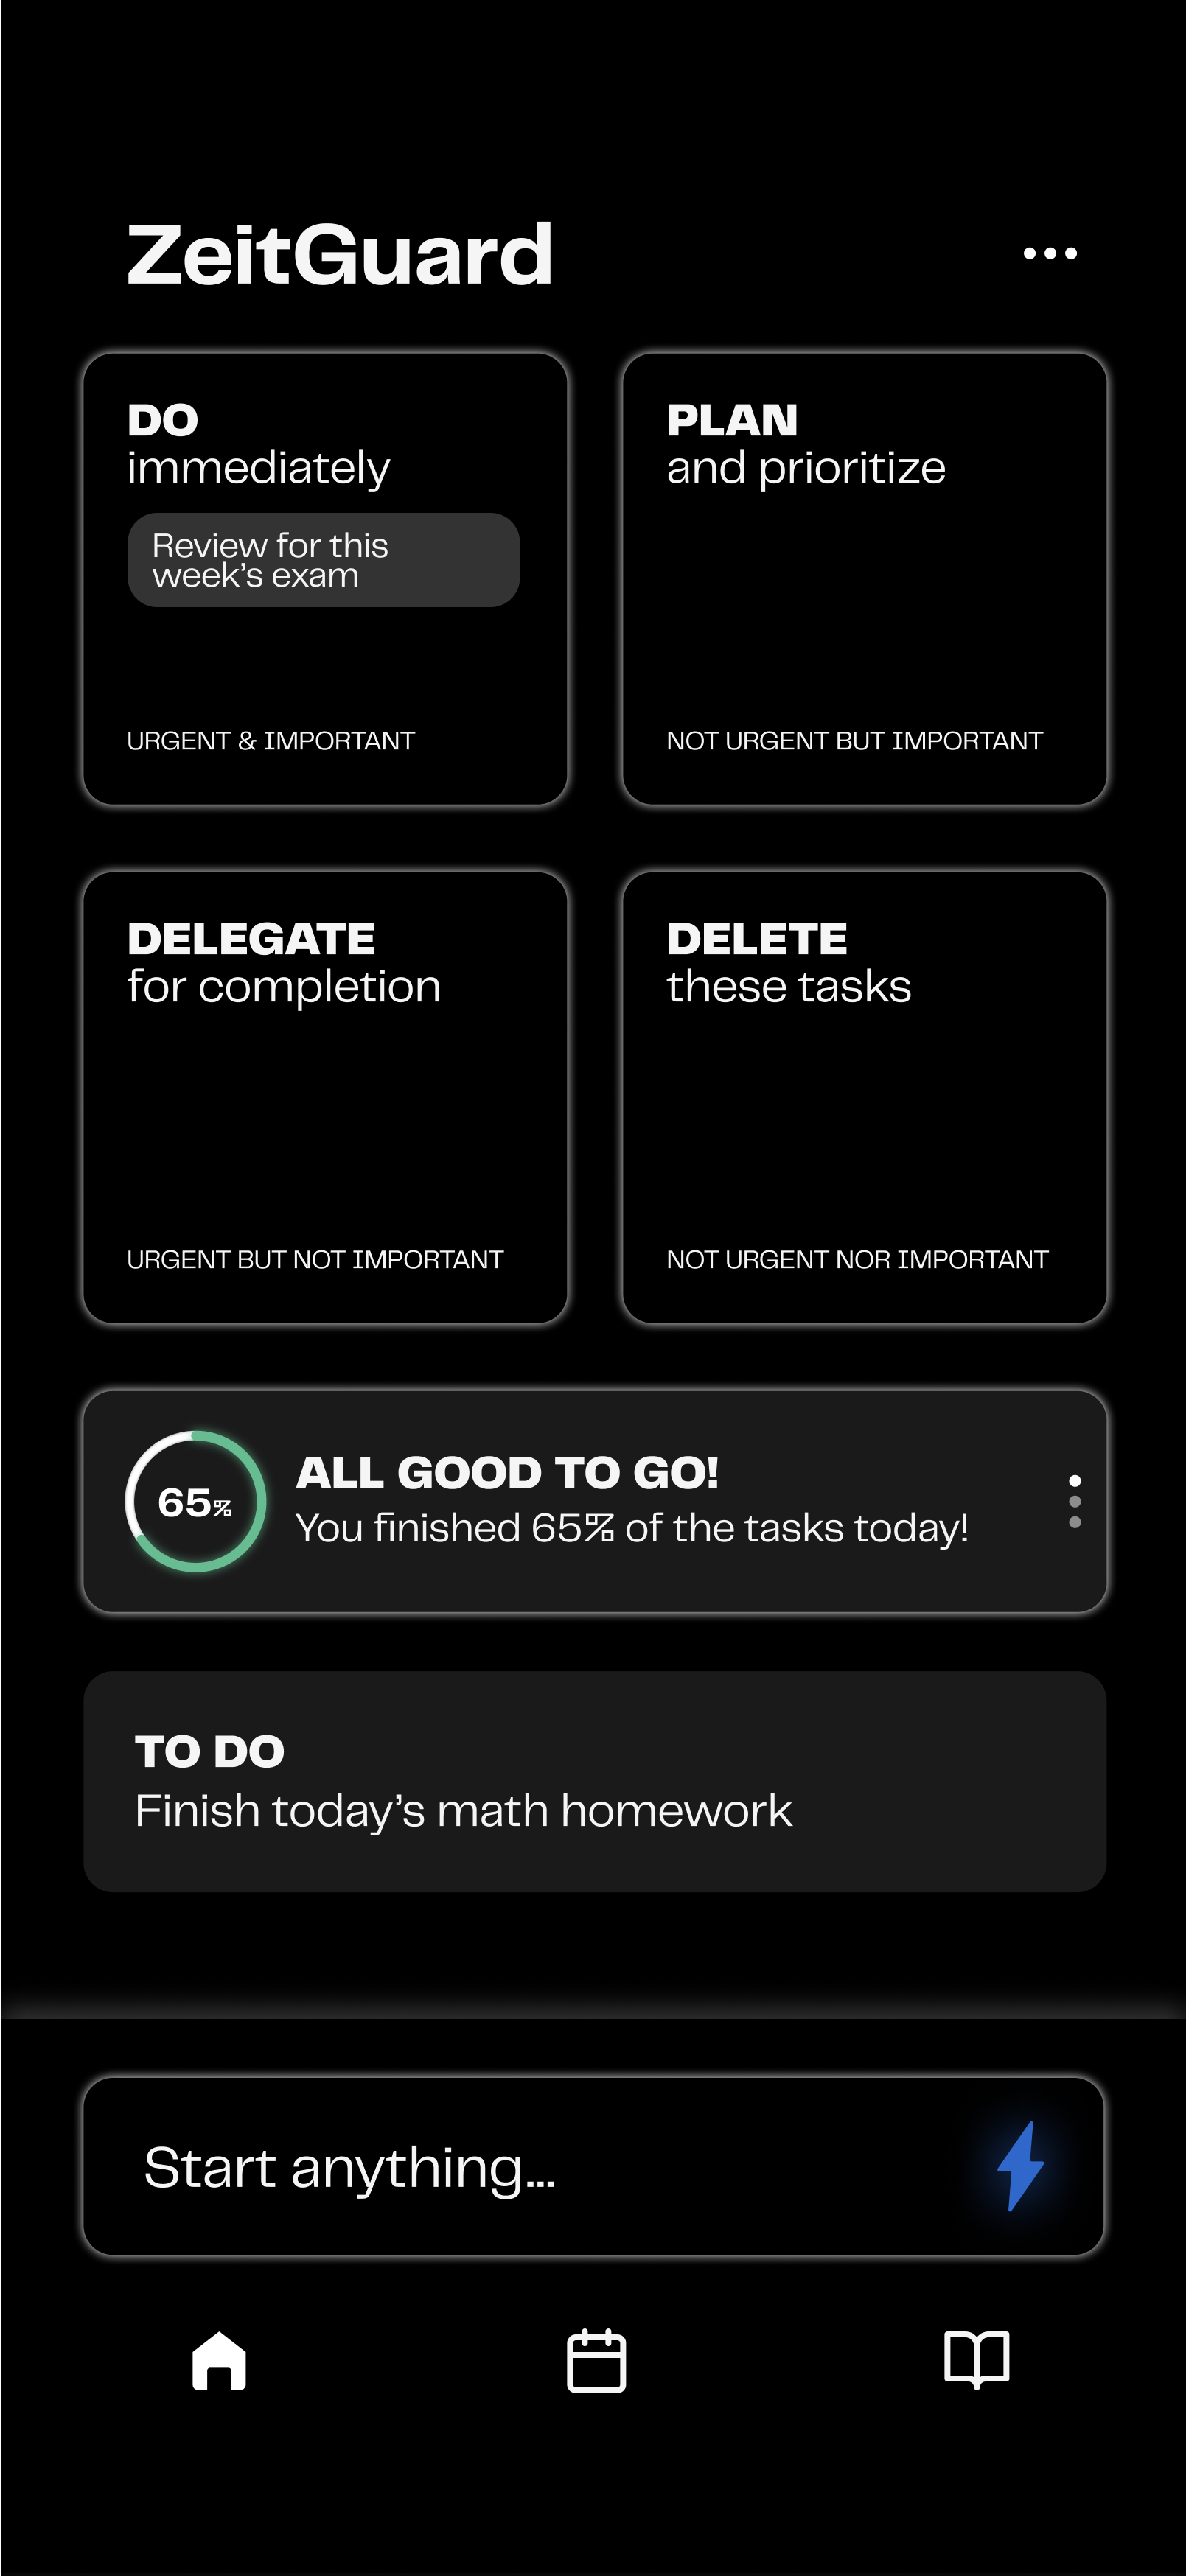 ZeitGuard
DO
immediately
Review for this
week’s exam
URGENT & IMPORTANT
PLAN
and prioritize
NOT URGENT BUT IMPORTANT
DELEGATE
for completion
URGENT BUT NOT IMPORTANT
DELETE
these tasks
NOT URGENT NOR IMPORTANT
65%
ALL GOOD TO GO!
You finished 65% of the tasks today!
TO DO
Finish today’s math homework
Start anything...